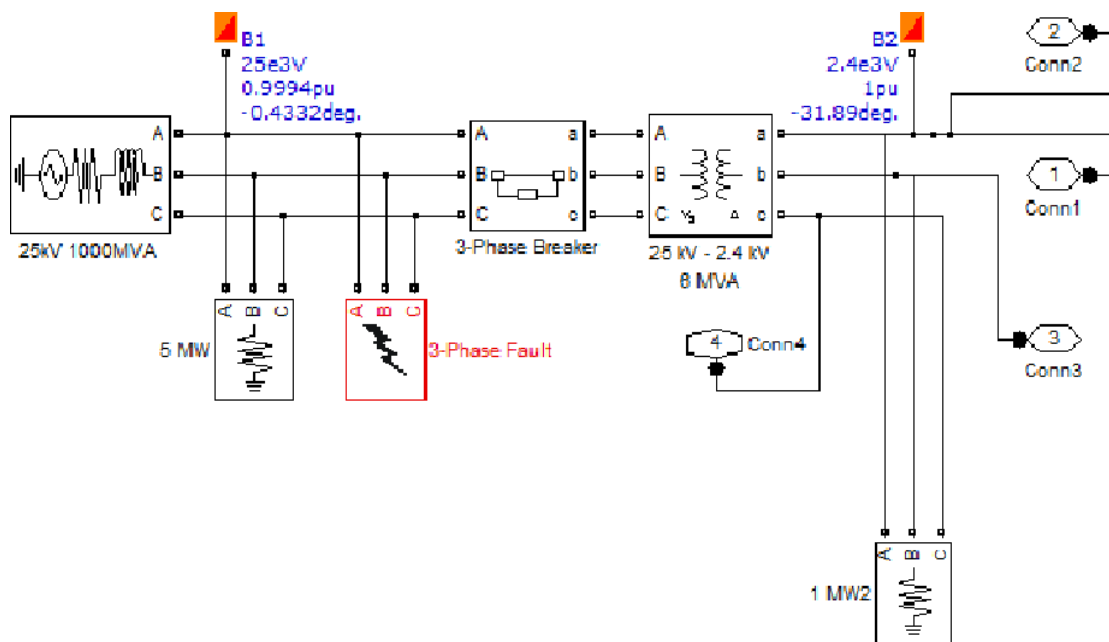 B1
25e3V
0.9994pu
-0.4332deg.
B2
2.4e3V
1pu
-31.89deg.
2
Conn2
A
B
C
25kV 1000MVA
A
B
C
a
b
c
3-Phase Breaker
A
B
C
Yg
Δ
a
b
c
25 kV - 2.4 kV
6 MVA
1
Conn1
A B C
5 MW
A B C
3-Phase Fault
4
Conn4
3
Conn3
A B C
1 MW2